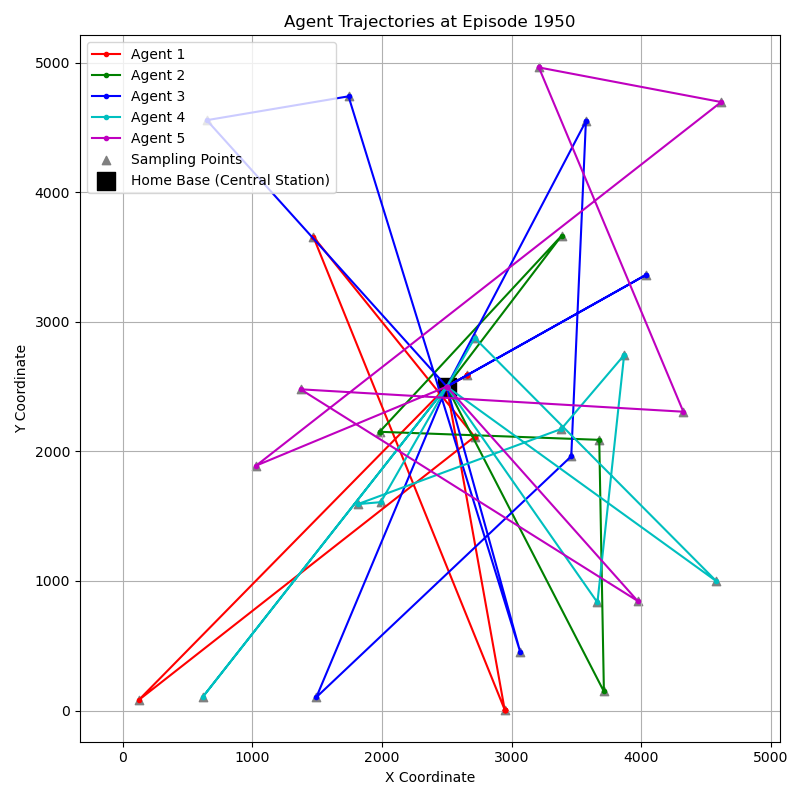 Agent Trajectories at Episode 1950
Agent 1
Agent 2
Agent 3
Agent 4
Agent 5
Sampling Points
Home Base (Central Station)
5000
4000
3000
2000
1000
0
Y Coordinate
0 1000 2000 3000 4000 5000
X Coordinate